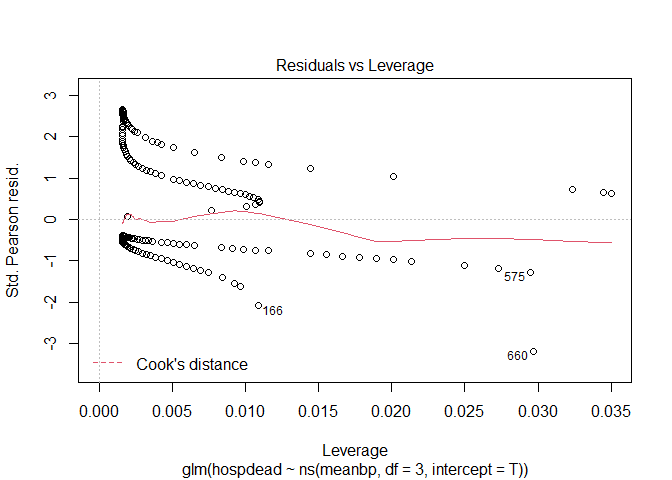 Residuals vs Leverage
Std. Pearson resid.
3
2
1
0
-1
-2
-3
166
575
660
Cook's distance
0.000 0.005 0.010 0.015 0.020 0.025 0.030 0.035
Leverage
glm(hospdead ~ ns(meanbp, df = 3, intercept = T))